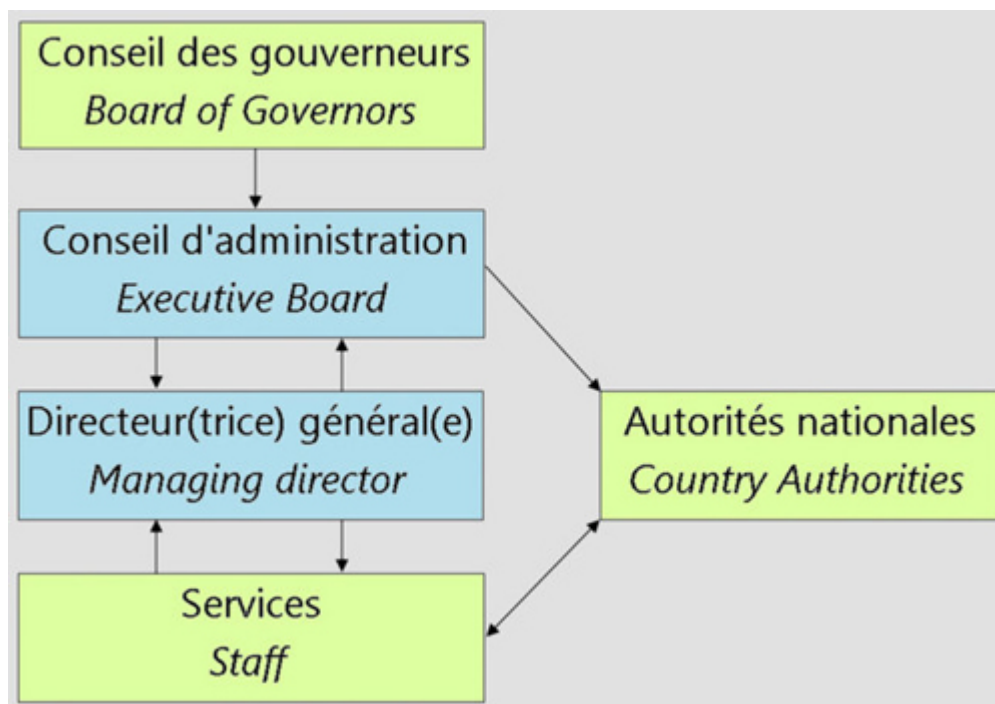 Conseil des gouverneurs
Board of Governors
Conseil d'administration
Executive Board
Directeur(trice) général(e)
Managing director
Autorités nationales
Country Authorities
Services
Staff